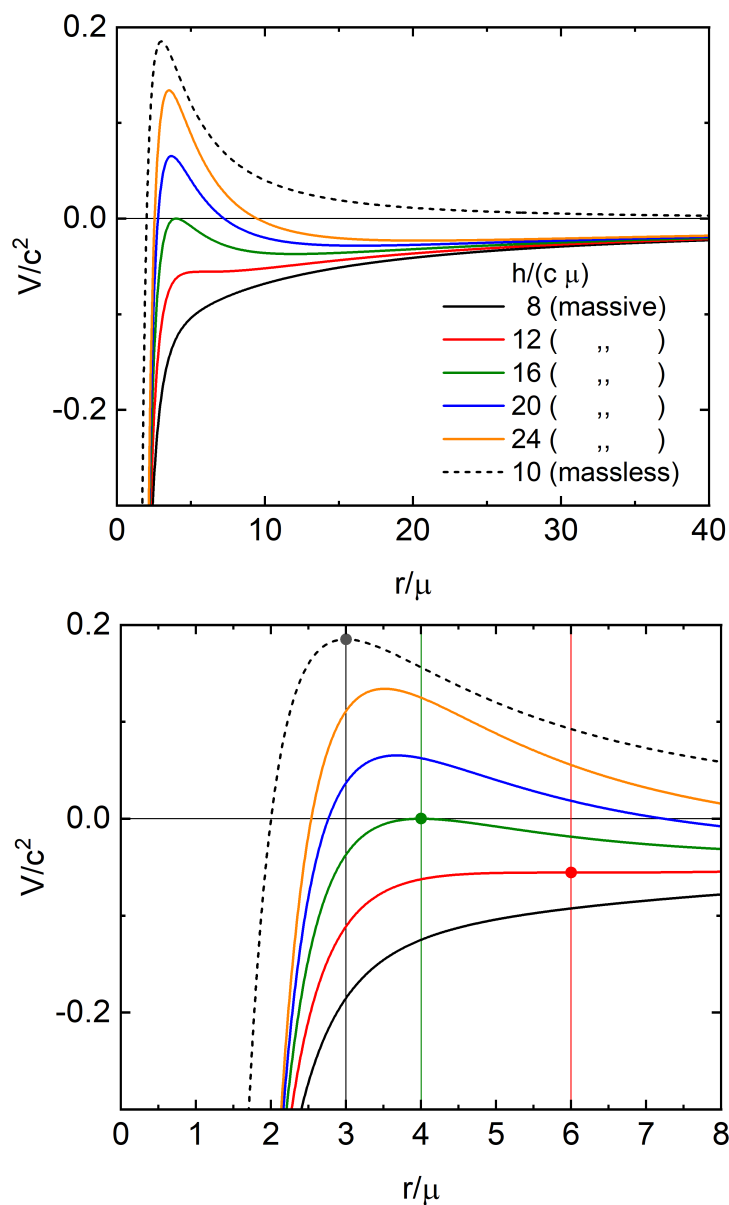 0.2
0.0
-0.2
V/c²
h/(c μ)
8 (massive)
12 ( ,, )
16 ( ,, )
20 ( ,, )
24 ( ,, )
10 (massless)
0 10 20 30 40
r/μ
0.2
0.0
-0.2
V/c²
0 1 2 3 4 5 6 7 8
r/μ